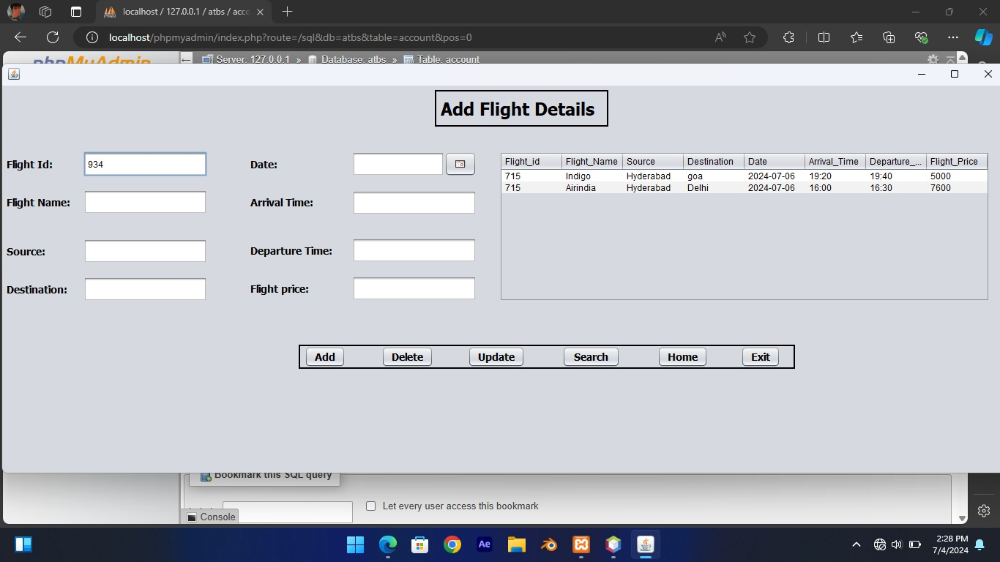 localhost / 127.0.0.1 / atbs / acco
localhost/phpmyadmin/index.php?route=/sql&db=atbs&table=account&pos=0
phpMyAdmin
Server: 127.0.0.1 » Database: atbs » Table: account
Add Flight Details
Flight Id: 934 Date:
Flight Name: Arrival Time:
Source: Departure Time:
Destination: Flight price:
Flight_id Flight_Name Source Destination Date Arrival_Time Departure_... Flight_Price
715 Indigo Hyderabad goa 2024-07-06 19:20 19:40 5000
715 Airindia Hyderabad Delhi 2024-07-06 16:00 16:30 7600
Add Delete Update Search Home Exit
Bookmark this SQL query
Let every user access this bookmark
Console
Ae
2:28 PM
7/4/2024